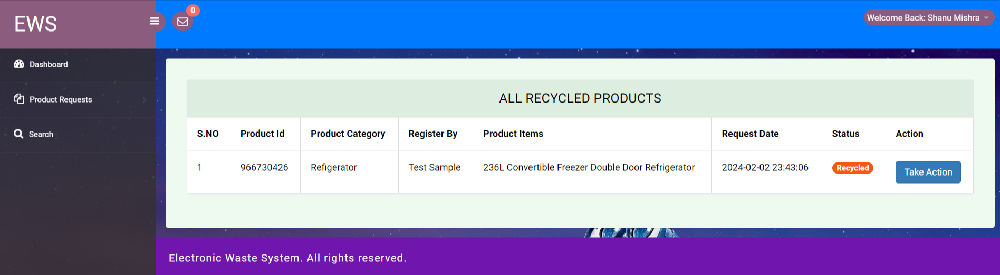 EWS
0
Welcome Back: Shanu Mishra
Dashboard
Product Requests
Search
ALL RECYCLED PRODUCTS
S.NO Product Id Product Category Register By Product Items Request Date Status Action
1 966730426 Refigerator Test Sample 236L Convertible Freezer Double Door Refrigerator 2024-02-02 23:43:06 Recycled Take Action
Electronic Waste System. All rights reserved.